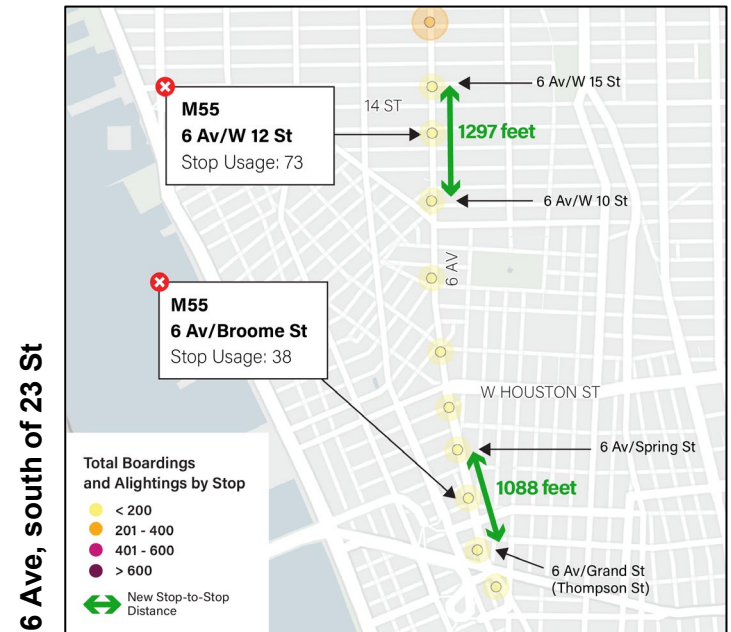 6 Ave, south of 23 St
6 Av/W 15 St
M55
6 Av/W 12 St
Stop Usage: 73
14 ST
1297 feet
6 Av/W 10 St
6 AV
M55
6 Av/Broome St
Stop Usage: 38
W HOUSTON ST
6 Av/Spring St
1088 feet
6 Av/Grand St
(Thompson St)
Total Boardings
and Alightings by Stop
< 200
201 - 400
401 - 600
> 600
New Stop-to-Stop
Distance